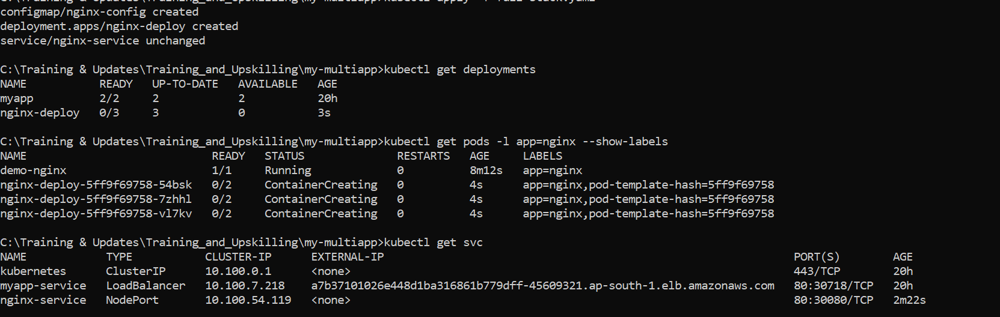 configmap/nginx-config created
deployment.apps/nginx-deploy created
service/nginx-service unchanged
C:\Training & Updates\Training_and_Upskilling\my-multiapp>kubectl get deployments
NAME READY UP-TO-DATE AVAILABLE AGE
myapp 2/2 2 2 20h
nginx-deploy 0/3 3 0 3s
C:\Training & Updates\Training_and_Upskilling\my-multiapp>kubectl get pods -l app=nginx --show-labels
NAME READY STATUS RESTARTS AGE LABELS
demo-nginx 1/1 Running 0 8m12s app=nginx
nginx-deploy-5ff9f69758-54bsk 0/2 ContainerCreating 0 4s app=nginx,pod-template-hash=5ff9f69758
nginx-deploy-5ff9f69758-7zhhl 0/2 ContainerCreating 0 4s app=nginx,pod-template-hash=5ff9f69758
nginx-deploy-5ff9f69758-vl7kv 0/2 ContainerCreating 0 4s app=nginx,pod-template-hash=5ff9f69758
C:\Training & Updates\Training_and_Upskilling\my-multiapp>kubectl get svc
NAME TYPE CLUSTER-IP EXTERNAL-IP PORT(S) AGE
kubernetes ClusterIP 10.100.0.1 <none> 443/TCP 20h
myapp-service LoadBalancer 10.100.7.218 a7b37101026e448d1ba316861b779dff-45609321.ap-south-1.elb.amazonaws.com 80:30718/TCP 20h
nginx-service NodePort 10.100.54.119 <none> 80:30080/TCP 2m22s